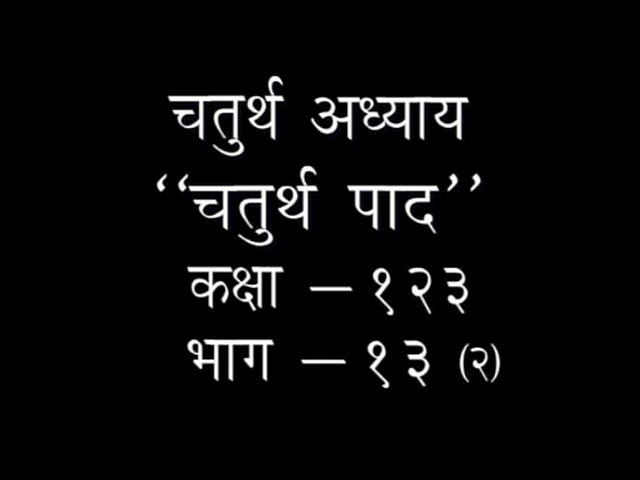 चतुर्थ अध्याय
‘‘चतुर्थ पाद’’
कक्षा – १२३
भाग – १३ (२)